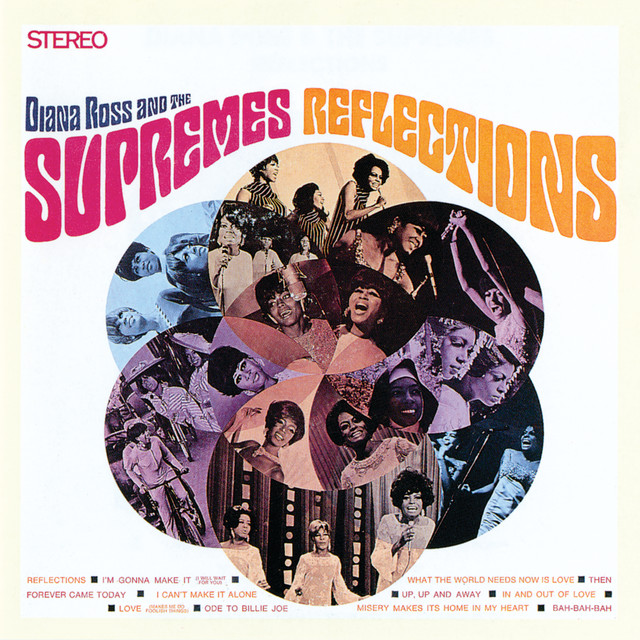 STEREO
Diana Ross and the
SUPREMES REFLECTIONS
REFLECTIONS ■ I'M GONNA MAKE IT (I WILL WAIT FOR YOU) ■
FOREVER CAME TODAY ■ I CAN'T MAKE IT ALONE
■ LOVE (MAKES ME DO FOOLISH THINGS) ■ ODE TO BILLIE JOE
WHAT THE WORLD NEEDS NOW IS LOVE ■ THEN
■ UP, UP AND AWAY ■ IN AND OUT OF LOVE ■
MISERY MAKES ITS HOME IN MY HEART ■ BAH-BAH-BAH